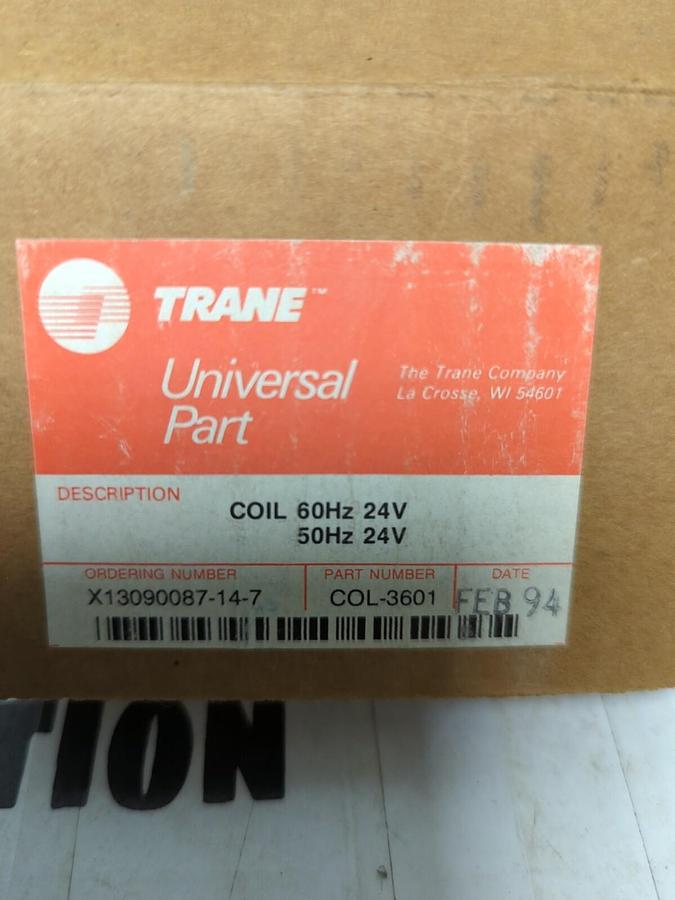 TRANE™
Universal
Part
The Trane Company
La Crosse, WI 54601
DESCRIPTION
COIL 60Hz 24V
50Hz 24V
ORDERING NUMBER
PART NUMBER
DATE
X13090087-14-7
COL-3601
FEB 94
TION